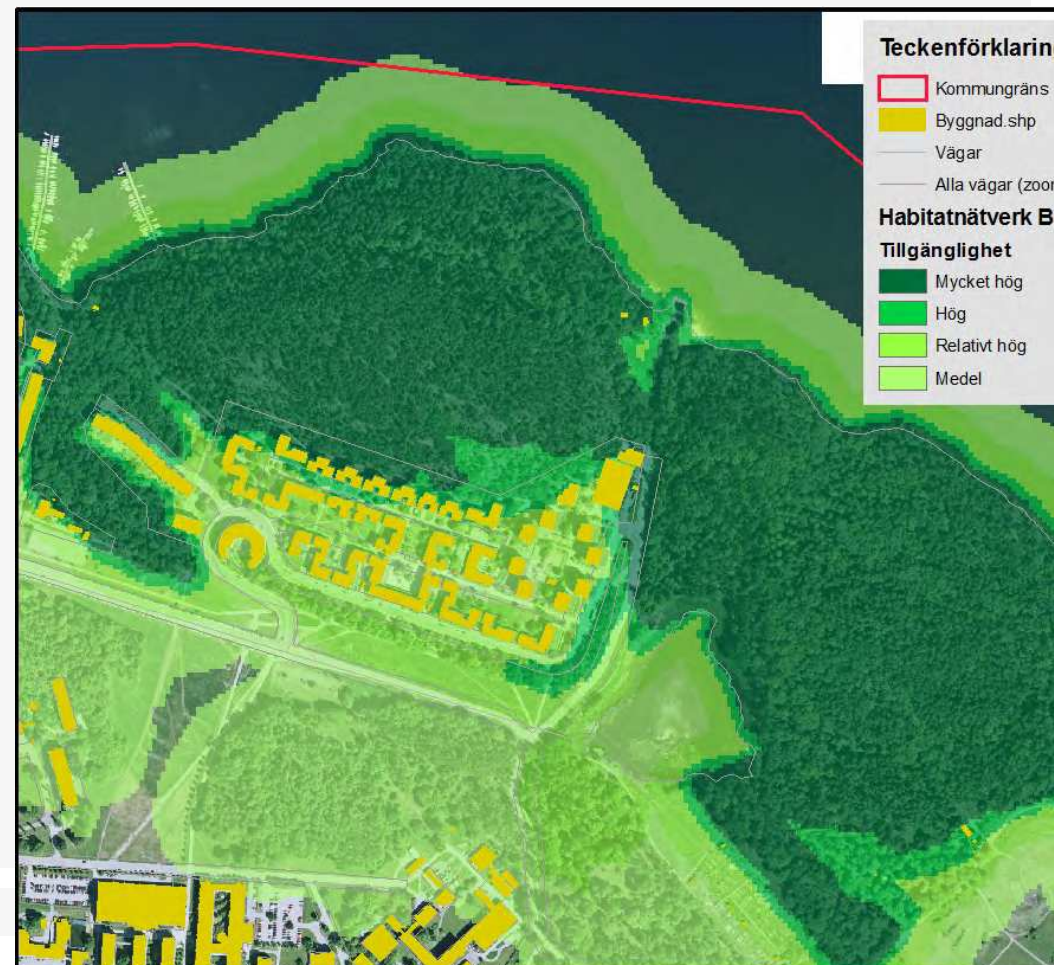 Teckenförklaring
Kommungräns
Byggnad.shp
Vägar
Alla vägar (zoom
Habitatnätverk B
Tillgänglighet
Mycket hög
Hög
Relativt hög
Medel